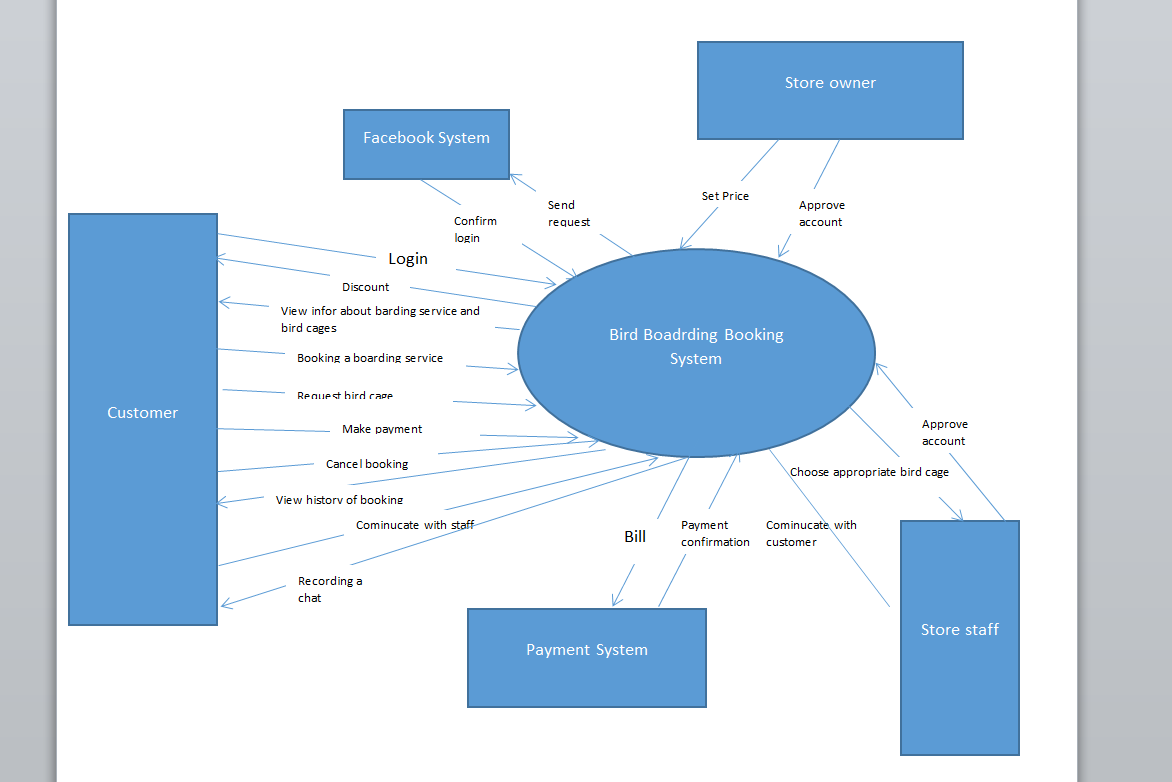 Store owner
Facebook System
Set Price
Send
request
Approve
account
Confirm
login
Login
Discount
View infor about barding service and
bird cages
Bird Boadrding Booking
System
Booking a boarding service
Request bird cage
Customer
Make payment
Approve
account
Cancel booking
Choose appropriate bird cage
View history of booking
Cominucate with staff
Bill
Payment
confirmation
Cominucate with
customer
Recording a
chat
Store staff
Payment System